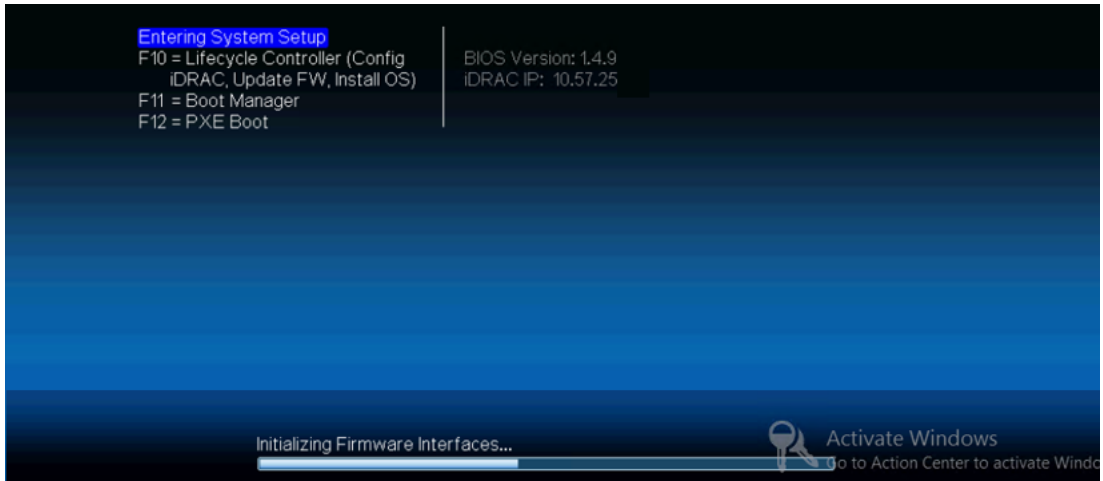 Entering System Setup
F10 = Lifecycle Controller (Config
iDRAC, Update FW, Install OS)
F11 = Boot Manager
F12 = PXE Boot
BIOS Version: 1.4.9
iDRAC IP: 10.57.25
Initializing Firmware Interfaces...
Activate Windows
Go to Action Center to activate Windo